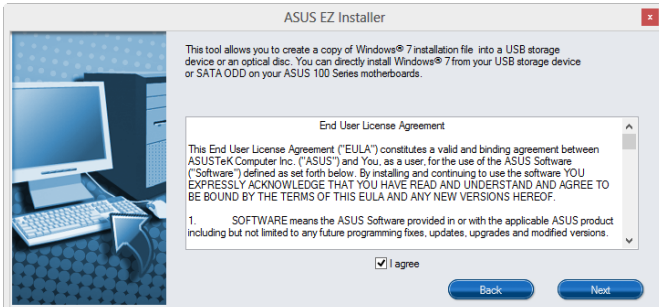 ASUS EZ Installer
x
This tool allows you to create a copy of Windows® 7 installation file into a USB storage
device or an optical disc. You can directly install Windows® 7 from your USB storage device
or SATA ODD on your ASUS 100 Series motherboards.
End User License Agreement
This End User License Agreement ("EULA") constitutes a valid and binding agreement between
ASUSTeK Computer Inc. ("ASUS") and You, as a user, for the use of the ASUS Software
("Software") defined as set forth below. By installing and continuing to use the software YOU
EXPRESSLY ACKNOWLEDGE THAT YOU HAVE READ AND UNDERSTAND AND AGREE TO
BE BOUND BY THE TERMS OF THIS EULA AND ANY NEW VERSIONS HEREOF.
1. SOFTWARE means the ASUS Software provided in or with the applicable ASUS product
including but not limited to any future programming fixes, updates, upgrades and modified versions.
I agree
Back Next